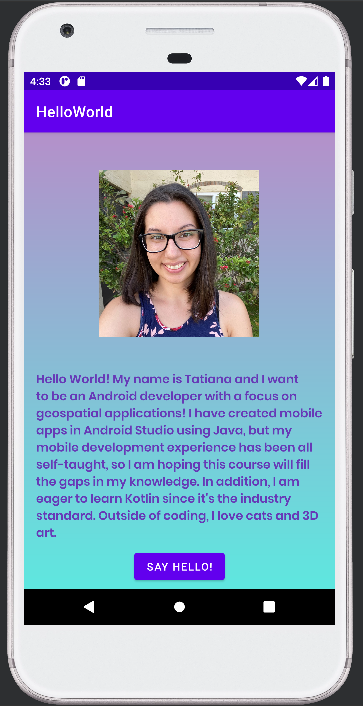 4:33
HelloWorld
Hello World! My name is Tatiana and I want
to be an Android developer with a focus on
geospatial applications! I have created mobile
apps in Android Studio using Java, but my
mobile development experience has been all
self-taught, so I am hoping this course will fill
the gaps in my knowledge. In addition, I am
eager to learn Kotlin since it's the industry
standard. Outside of coding, I love cats and 3D
art.
SAY HELLO!